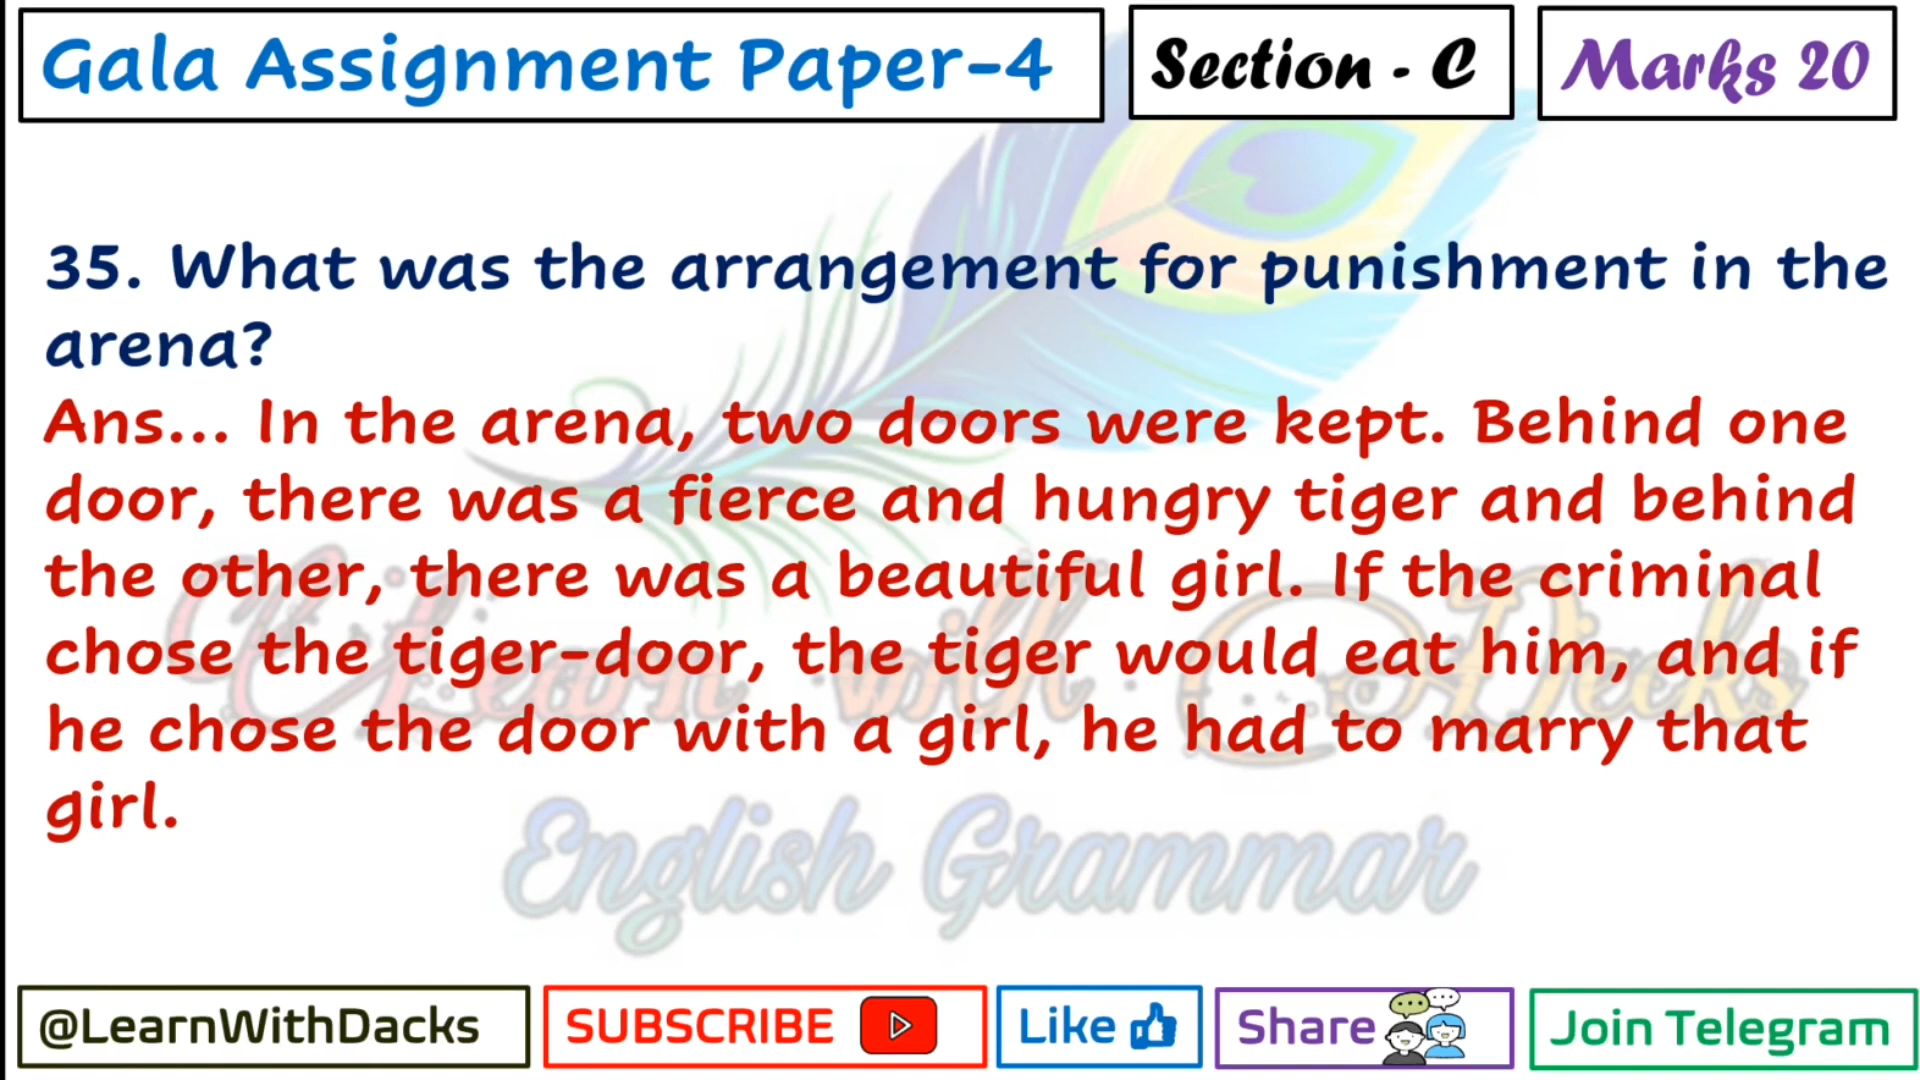 Gala Assignment Paper-4
Section - C
Marks 20
35. What was the arrangement for punishment in the
arena?
Ans... In the arena, two doors were kept. Behind one
door, there was a fierce and hungry tiger and behind
the other, there was a beautiful girl. If the criminal
chose the tiger-door, the tiger would eat him, and if
he chose the door with a girl, he had to marry that
girl.
Learn with Dacks
English Grammar
@LearnWithDacks
SUBSCRIBE
Like
Share
Join Telegram